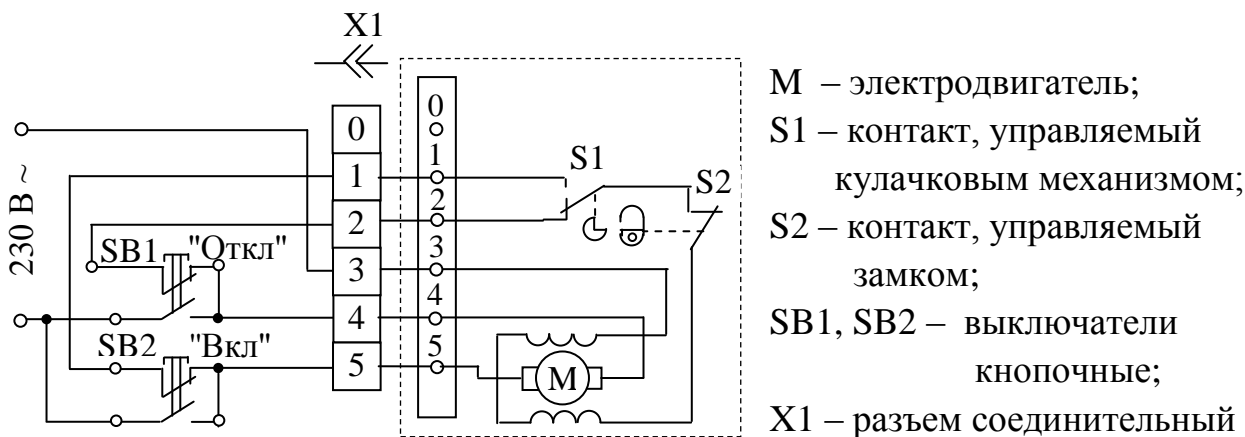 X1
230 В ~
0
1
2
3
4
5
0
1
2
3
4
5
SB1 "Откл"
SB2 "Вкл"
S1
S2
М
М – электродвигатель;
S1 – контакт, управляемый
кулачковым механизмом;
S2 – контакт, управляемый
замком;
SB1, SB2 – выключатели
кнопочные;
X1 – разъем соединительный